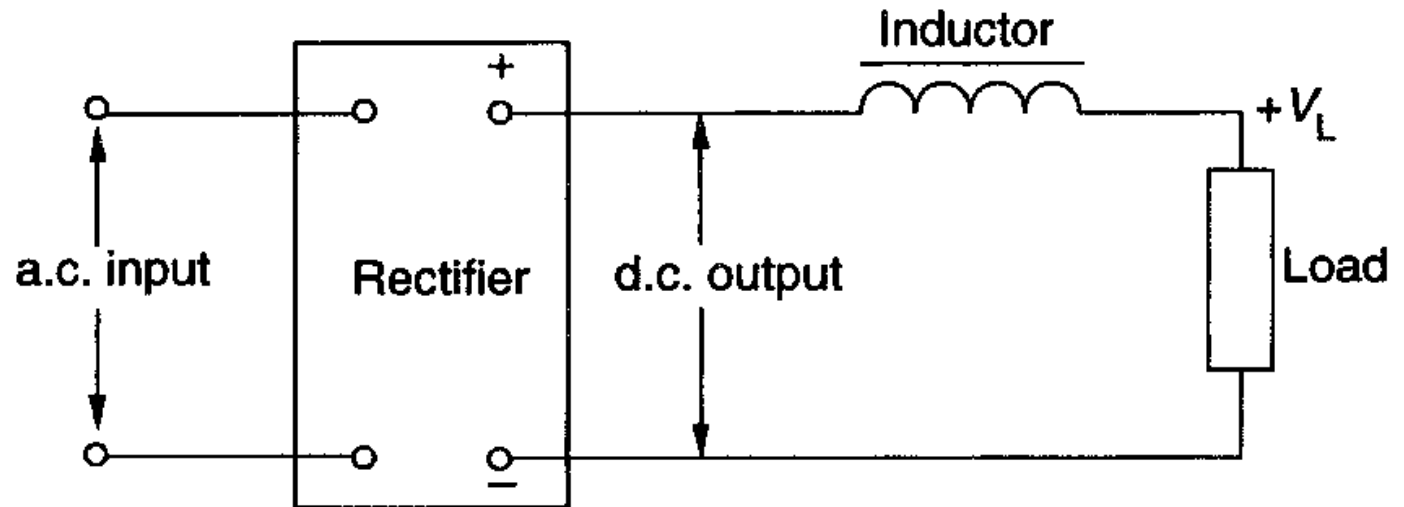 Inductor
+
+V_L
a.c. input
Rectifier
d.c. output
Load
−